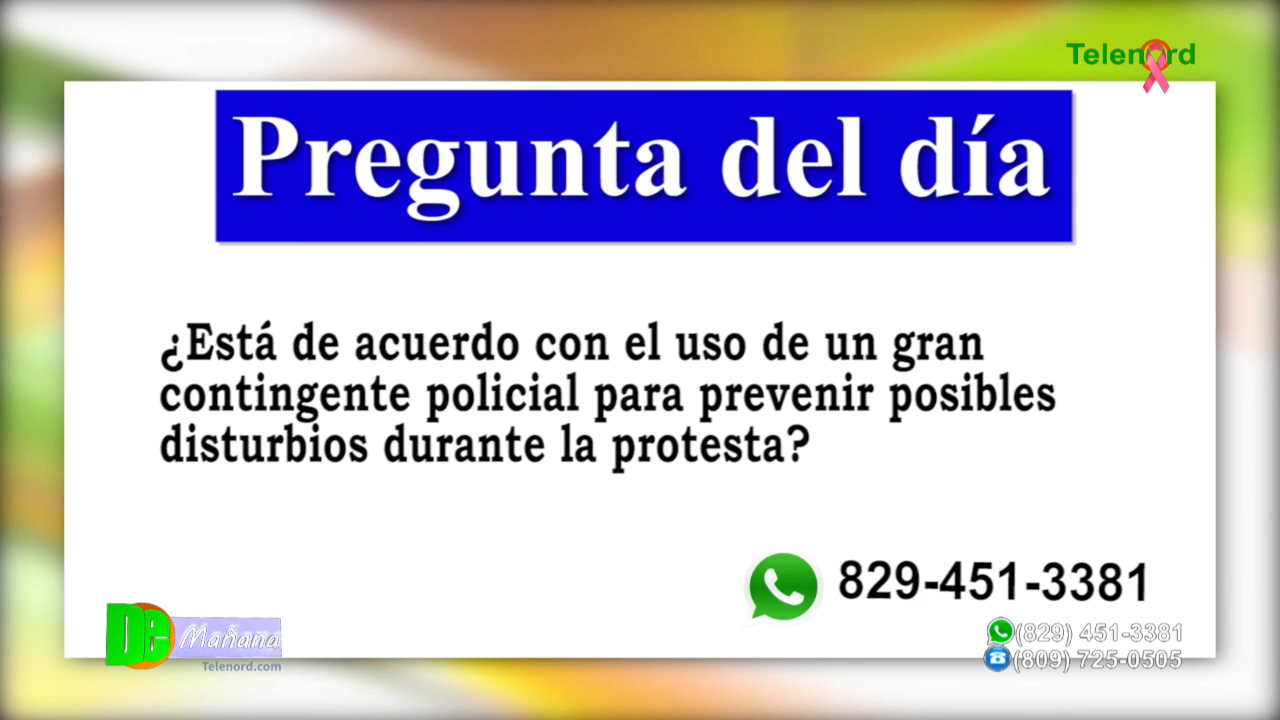 Telenord
Pregunta del día
¿Está de acuerdo con el uso de un gran
contingente policial para prevenir posibles
disturbios durante la protesta?
829-451-3381
De Mañana
Telenord.com
(829) 451-3381
(809) 725-0505